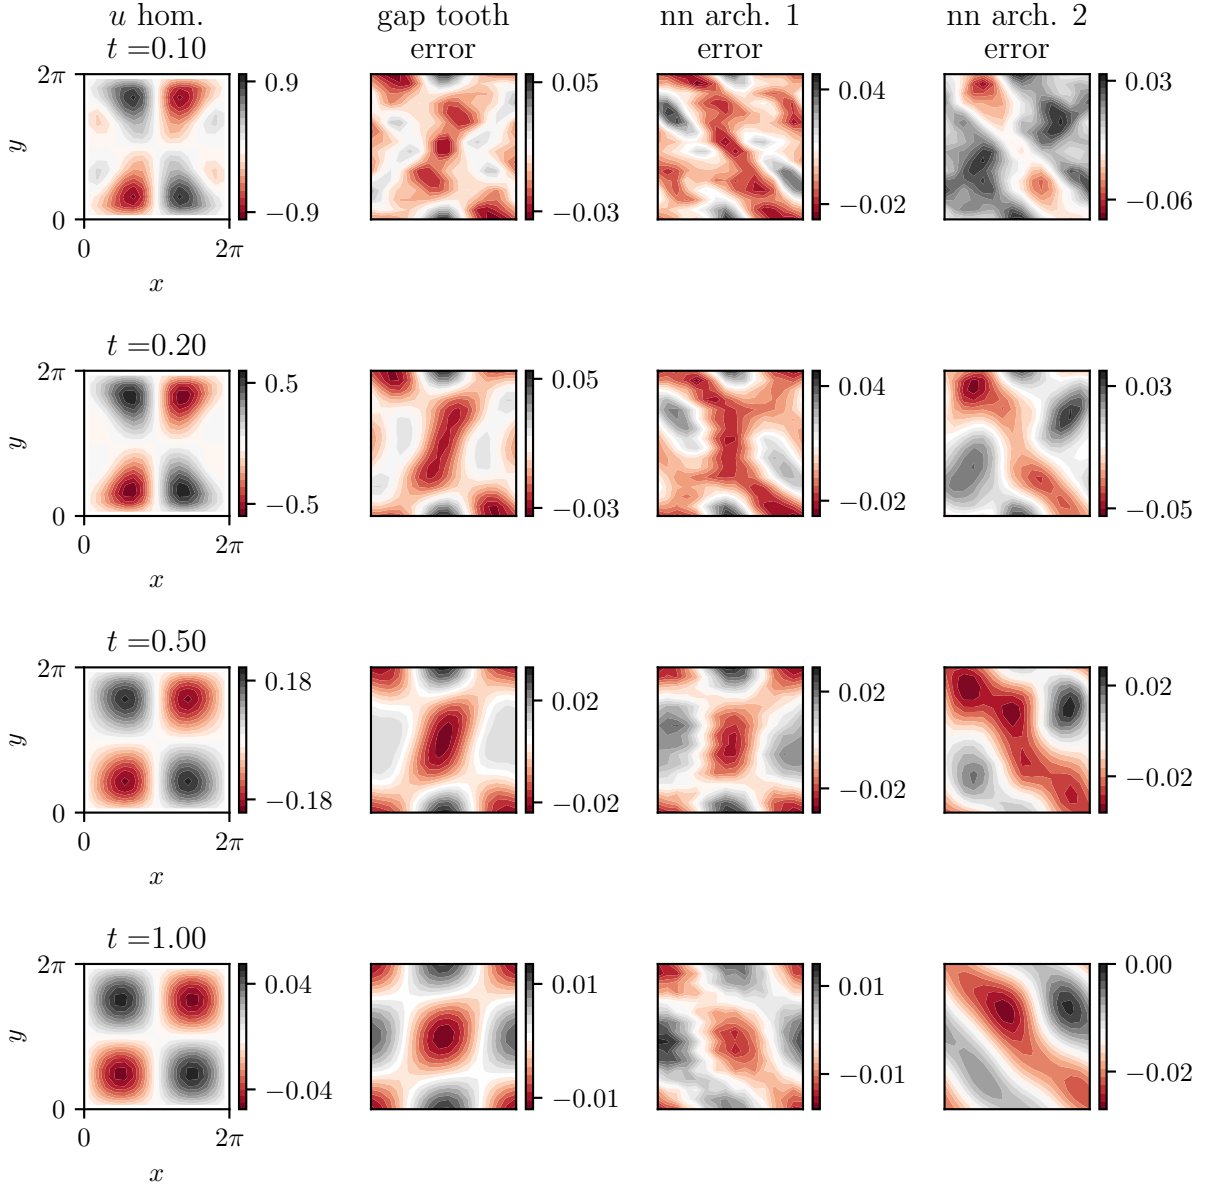 u hom.
t =0.10
gap tooth
error
nn arch. 1
error
nn arch. 2
error
2π
y
0
0
2π
x
0.9
−0.9
0.05
−0.03
0.04
−0.02
0.03
−0.06
t =0.20
2π
y
0
0
2π
x
0.5
−0.5
0.05
−0.03
0.04
−0.02
0.03
−0.05
t =0.50
2π
y
0
0
2π
x
0.18
−0.18
0.02
−0.02
0.02
−0.02
0.02
−0.02
t =1.00
2π
y
0
0
2π
x
0.04
−0.04
0.01
−0.01
0.01
−0.01
0.00
−0.02